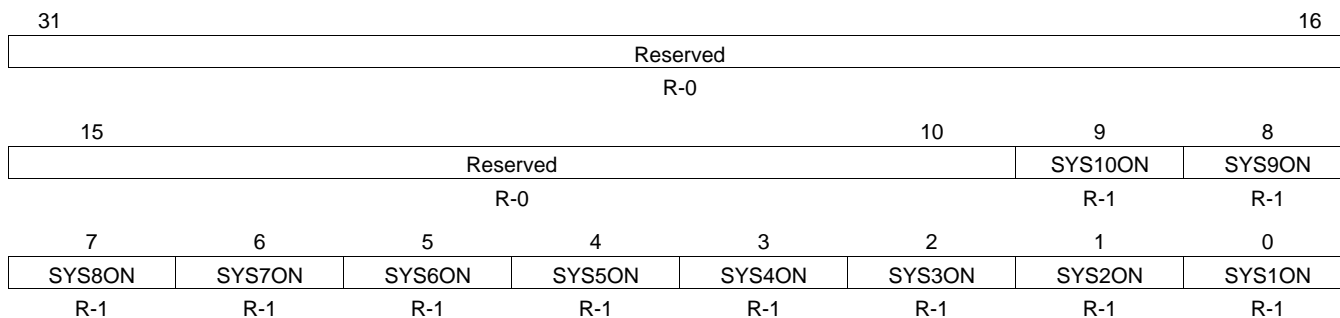 31 16
Reserved
R-0
15 10 9 8
Reserved SYS10ON SYS9ON
R-0 R-1 R-1
7 6 5 4 3 2 1 0
SYS8ON SYS7ON SYS6ON SYS5ON SYS4ON SYS3ON SYS2ON SYS1ON
R-1 R-1 R-1 R-1 R-1 R-1 R-1 R-1